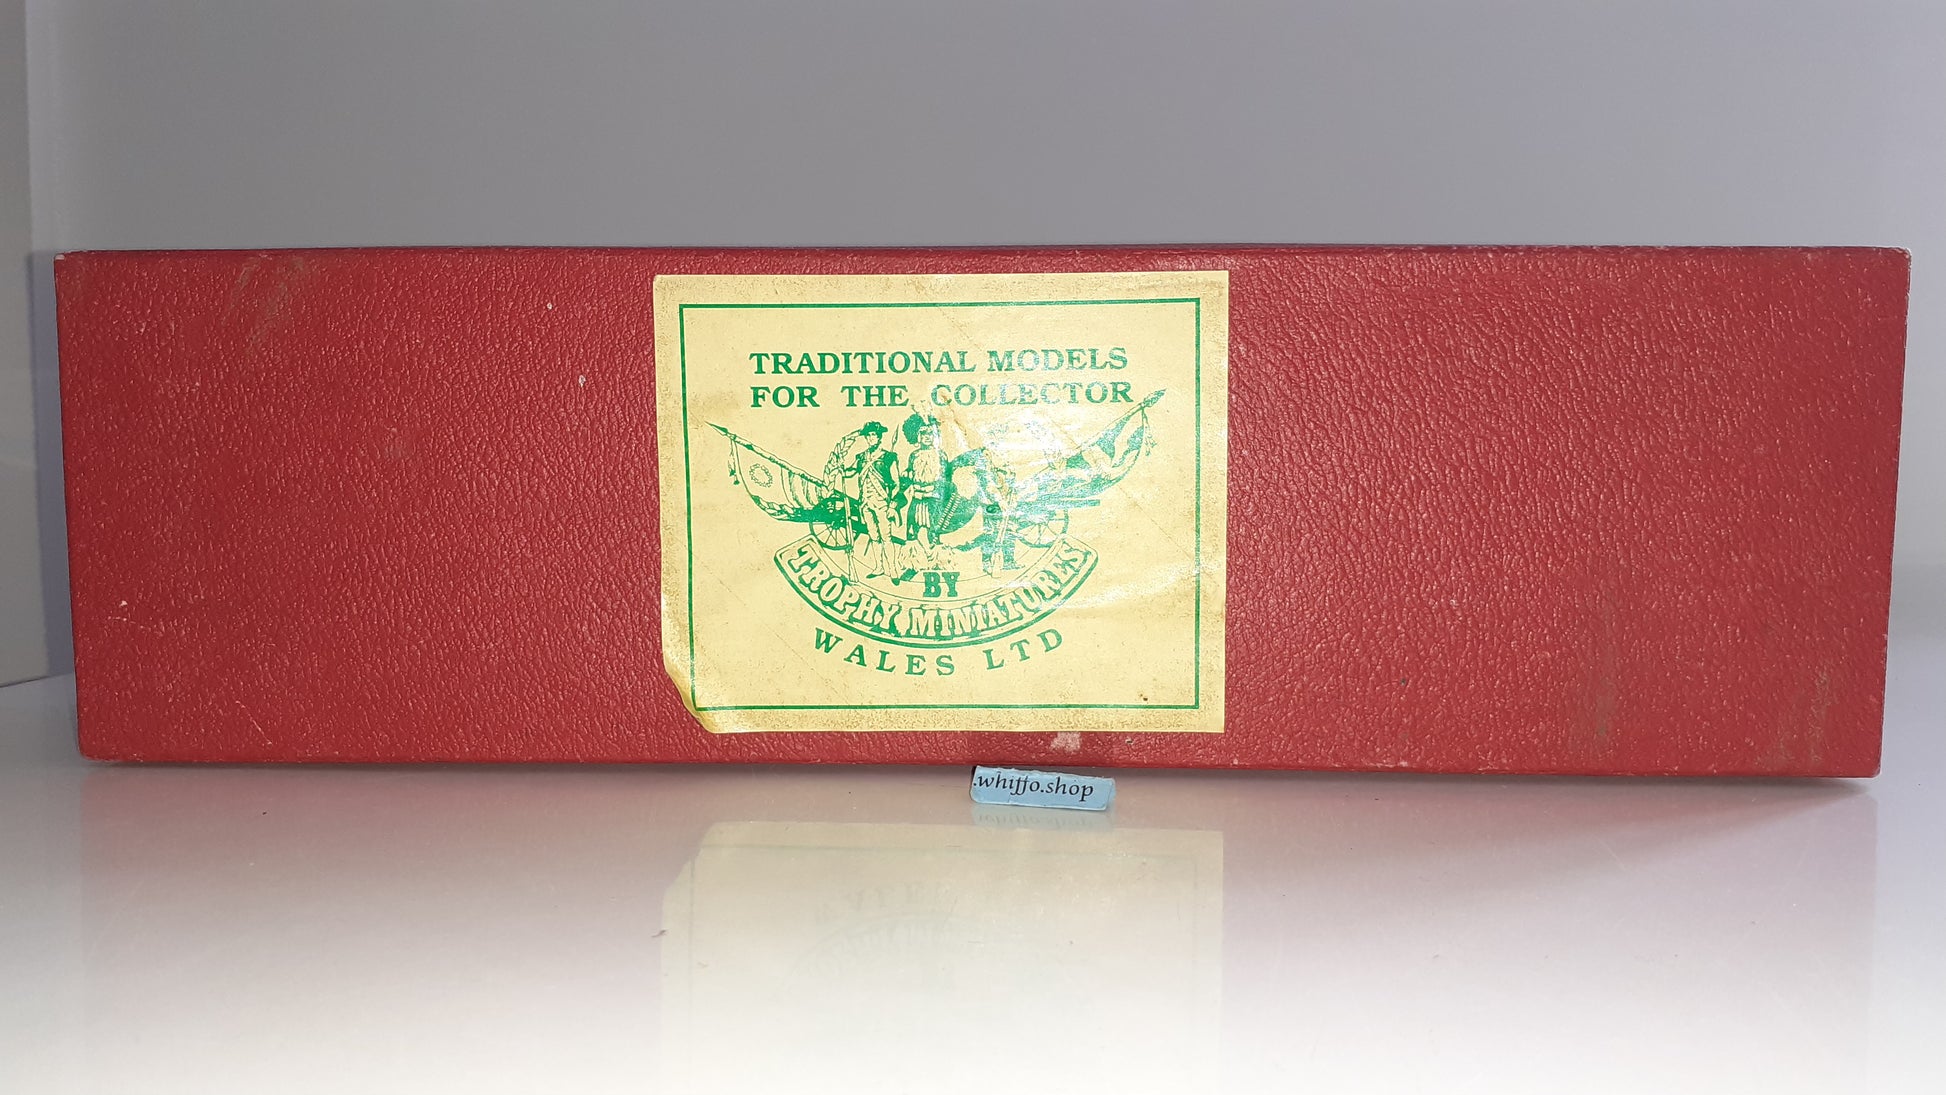 TRADITIONAL MODELS
FOR THE COLLECTOR
BY
TROPHY MINIATURES
WALES LTD
.whiffo.shop